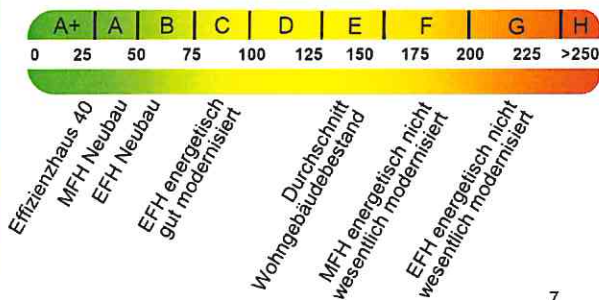 A+ A B C D E F G H
0 25 50 75 100 125 150 175 200 225 >250
Effizienzhaus 40
MFH Neubau
EFH Neubau
EFH energetisch
gut modernisiert
Durchschnitt
Wohngebäudebestand
MFH energetisch nicht
wesentlich modernisiert
EFH energetisch nicht
wesentlich modernisiert
7